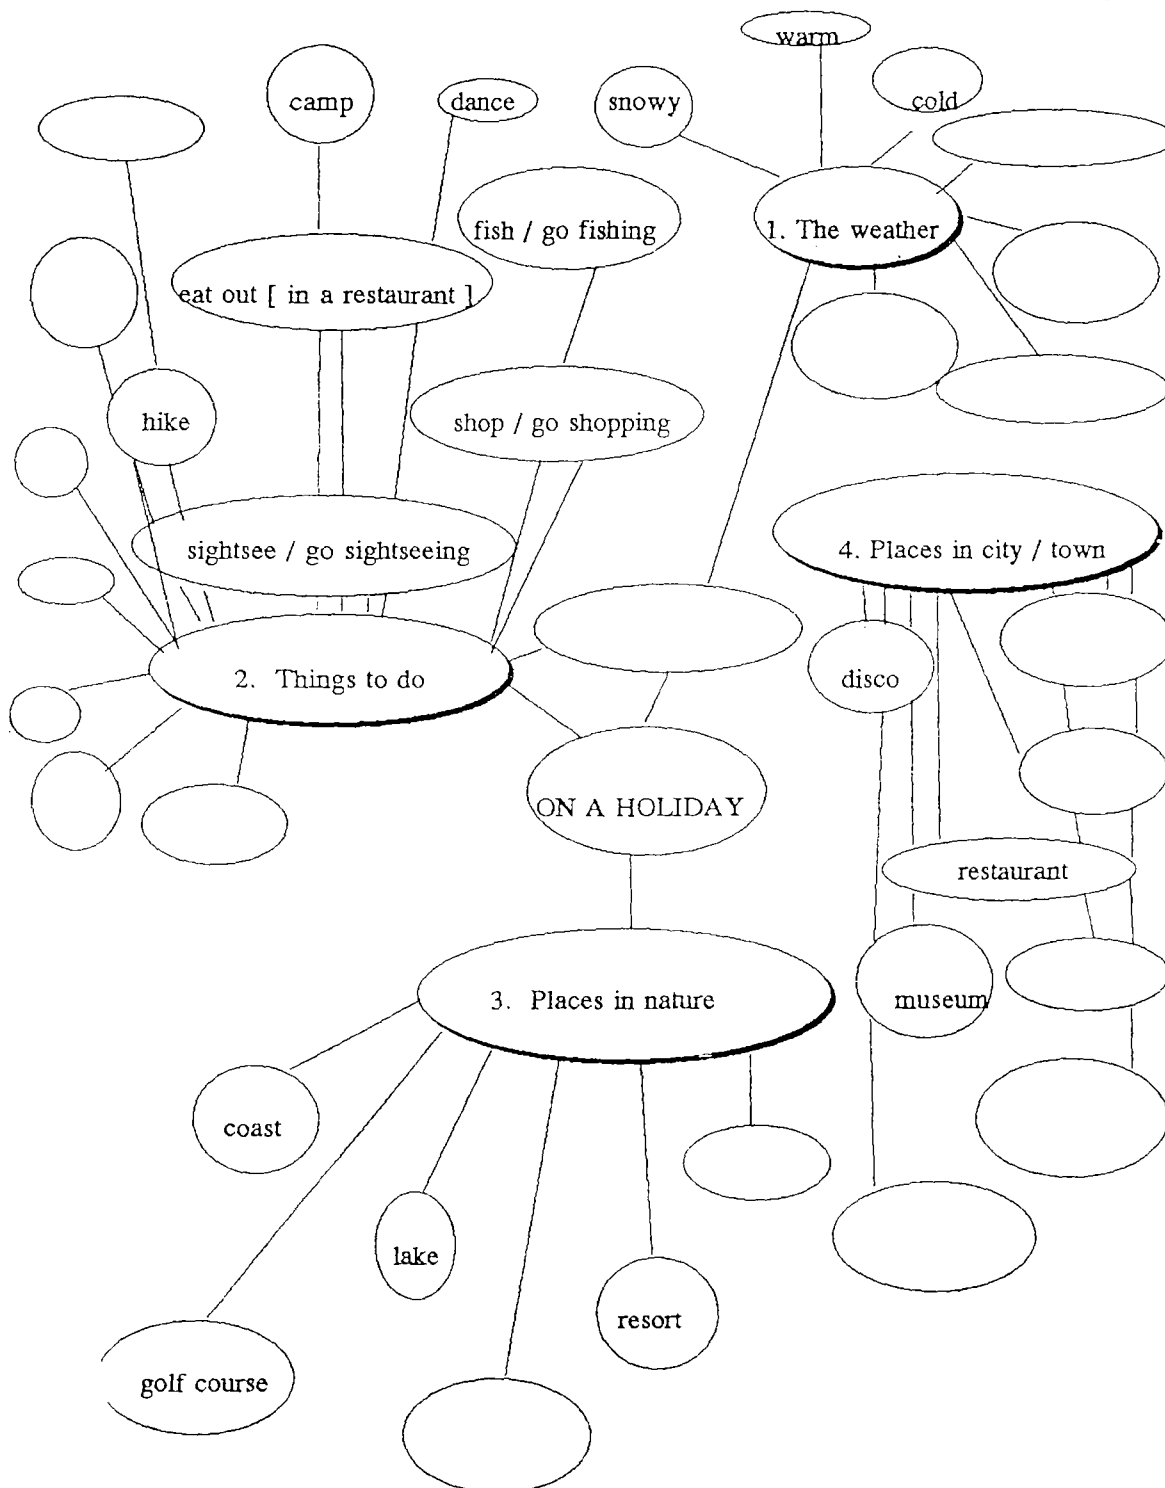 warm
camp
dance
snowy
cold
fish / go fishing
1. The weather
eat out [ in a restaurant ]
hike
shop / go shopping
sightsee / go sightseeing
4. Places in city / town
2. Things to do
disco
ON A HOLIDAY
restaurant
3. Places in nature
museum
coast
lake
resort
golf course